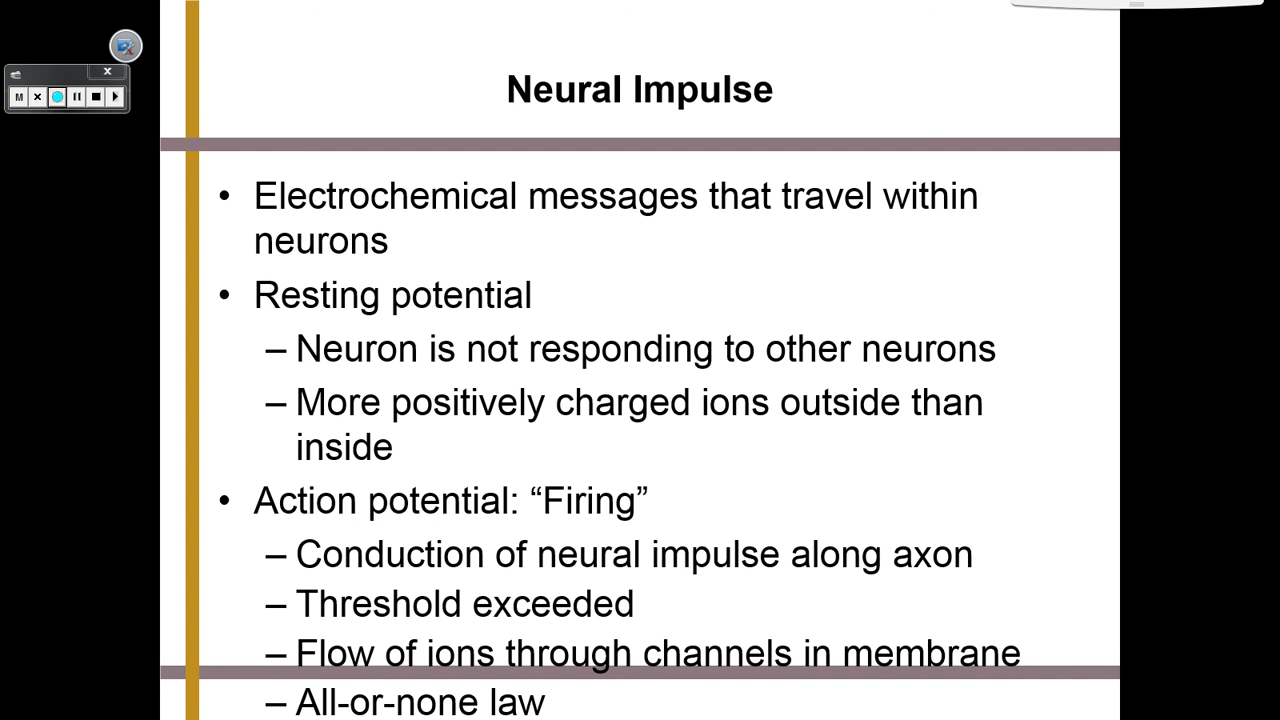 M
Neural Impulse
• Electrochemical messages that travel within
neurons
• Resting potential
– Neuron is not responding to other neurons
– More positively charged ions outside than
inside
• Action potential: “Firing”
– Conduction of neural impulse along axon
– Threshold exceeded
– Flow of ions through channels in membrane
– All-or-none law